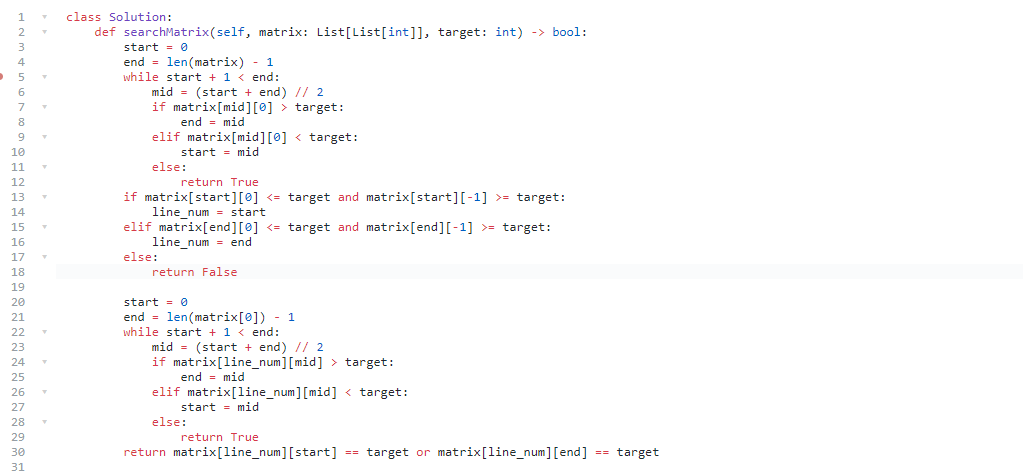 1 class Solution:
2     def searchMatrix(self, matrix: List[List[int]], target: int) -> bool:
3         start = 0
4         end = len(matrix) - 1
5         while start + 1 < end:
6             mid = (start + end) // 2
7             if matrix[mid][0] > target:
8                 end = mid
9             elif matrix[mid][0] < target:
10                 start = mid
11             else:
12                 return True
13         if matrix[start][0] <= target and matrix[start][-1] >= target:
14             line_num = start
15         elif matrix[end][0] <= target and matrix[end][-1] >= target:
16             line_num = end
17         else:
18             return False
19
20         start = 0
21         end = len(matrix[0]) - 1
22         while start + 1 < end:
23             mid = (start + end) // 2
24             if matrix[line_num][mid] > target:
25                 end = mid
26             elif matrix[line_num][mid] < target:
27                 start = mid
28             else:
29                 return True
30         return matrix[line_num][start] == target or matrix[line_num][end] == target
31